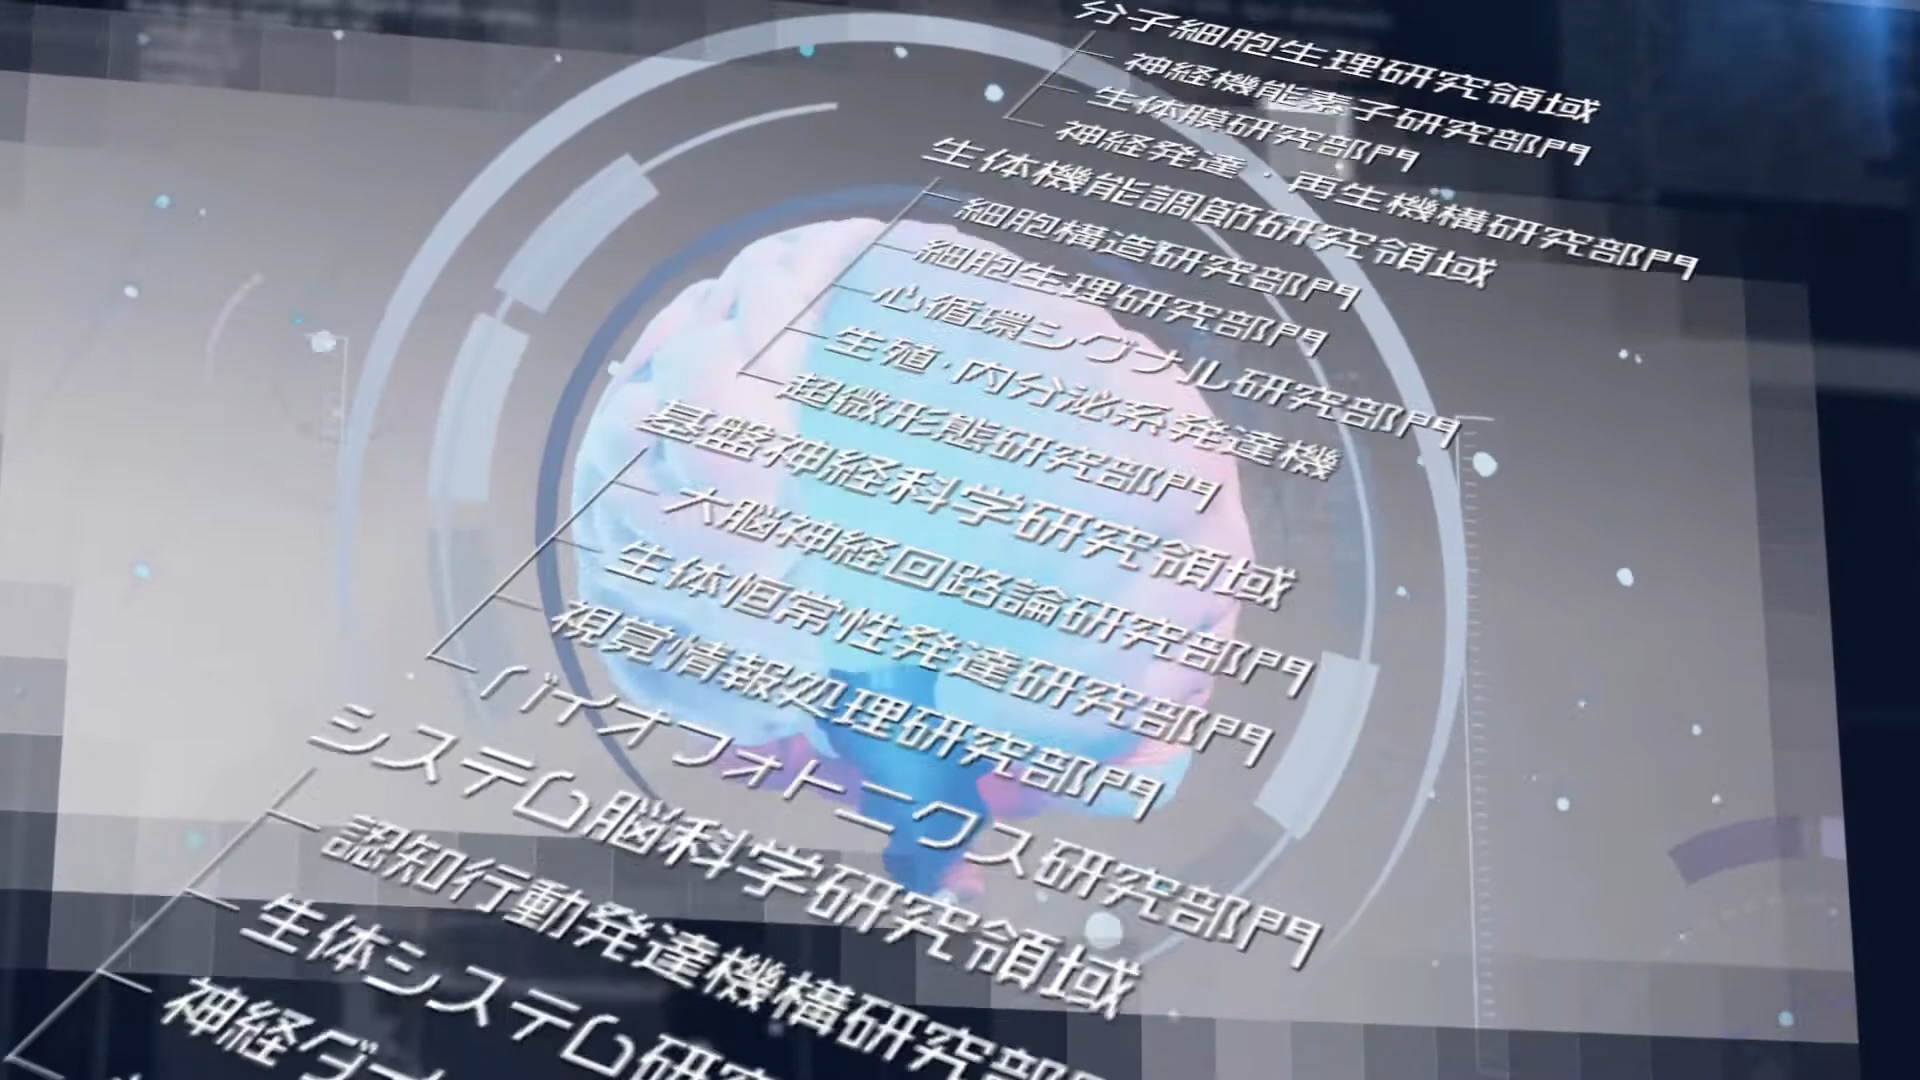 分子細胞生理研究領域
神経機能素子研究部門
生体膜研究部門
神経発達・再生機構研究部門
生体機能調節研究領域
細胞構造研究部門
細胞生理研究部門
心循環シグナル研究部門
生殖・内分泌系発達機
超微形態研究部門
基盤神経科学研究領域
大脳神経回路論研究部門
生体恒常性発達研究部門
視覚情報処理研究部門
バイオフォトニクス研究部門
システム脳科学研究領域
認知行動発達機構研究部門
生体システム研究
神経ダイ